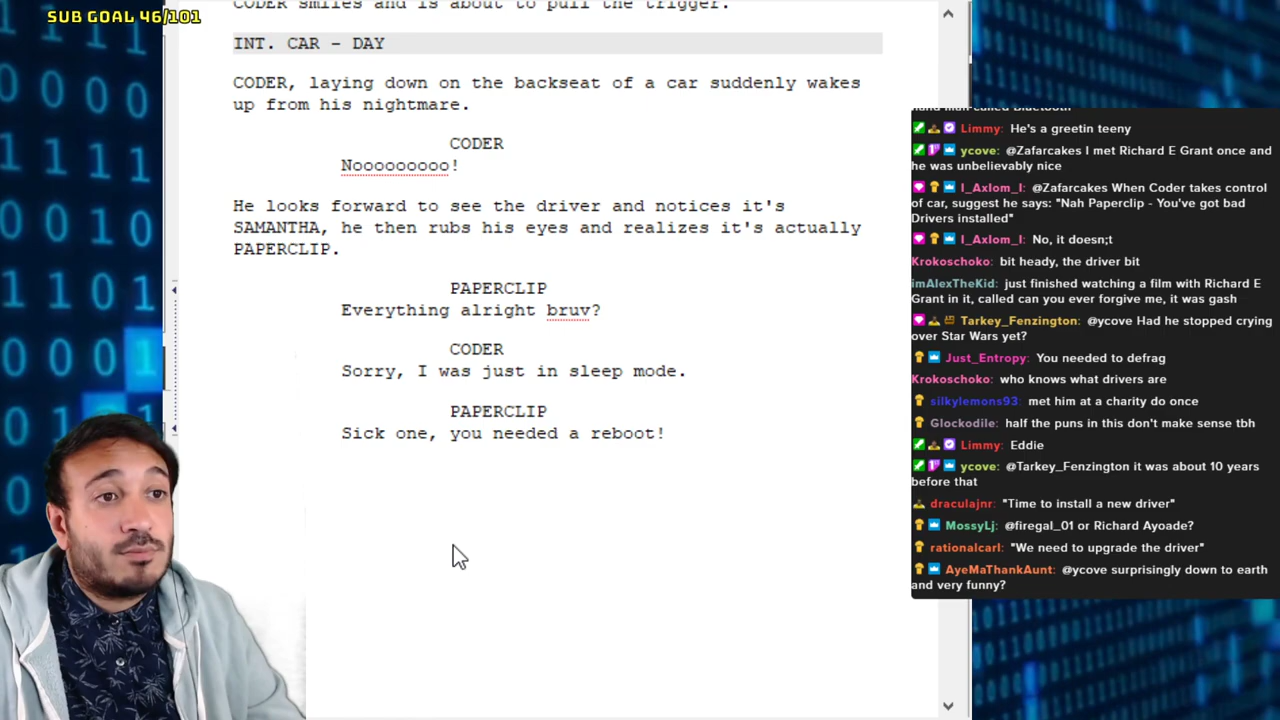 SUB GOAL 46/101
CODER smiles and is about to pull the trigger.
INT. CAR - DAY
CODER, laying down on the backseat of a car suddenly wakes
up from his nightmare.
CODER
Nooooooooo!
He looks forward to see the driver and notices it's
SAMANTHA, he then rubs his eyes and realizes it's actually
PAPERCLIP.
PAPERCLIP
Everything alright bruv?
CODER
Sorry, I was just in sleep mode.
PAPERCLIP
Sick one, you needed a reboot!
Limmy: He's a greetin teeny
ycove: @Zafarcakes I met Richard E Grant once and
he was unbelievably nice
I_AxIom_I: @Zafarcakes When Coder takes control
of car, suggest he says: "Nah Paperclip - You've got bad
Drivers installed"
I_AxIom_I: No, it doesn;t
Krokoschoko: bit heady, the driver bit
imAlexTheKid: just finished watching a film with Richard E
Grant in it, called can you ever forgive me, it was gash
Tarkey_Fenzington: @ycove Had he stopped crying
over Star Wars yet?
Just_Entropy: You needed to defrag
Krokoschoko: who knows what drivers are
silkylemons93: met him at a charity do once
Glockodile: half the puns in this don't make sense tbh
Limmy: Eddie
ycove: @Tarkey_Fenzington it was about 10 years
before that
draculajnr: "Time to install a new driver"
MossyLj: @firegal_01 or Richard Ayoade?
rationalcarl: "We need to upgrade the driver"
AyeMaThankAunt: @ycove surprisingly down to earth
and very funny?